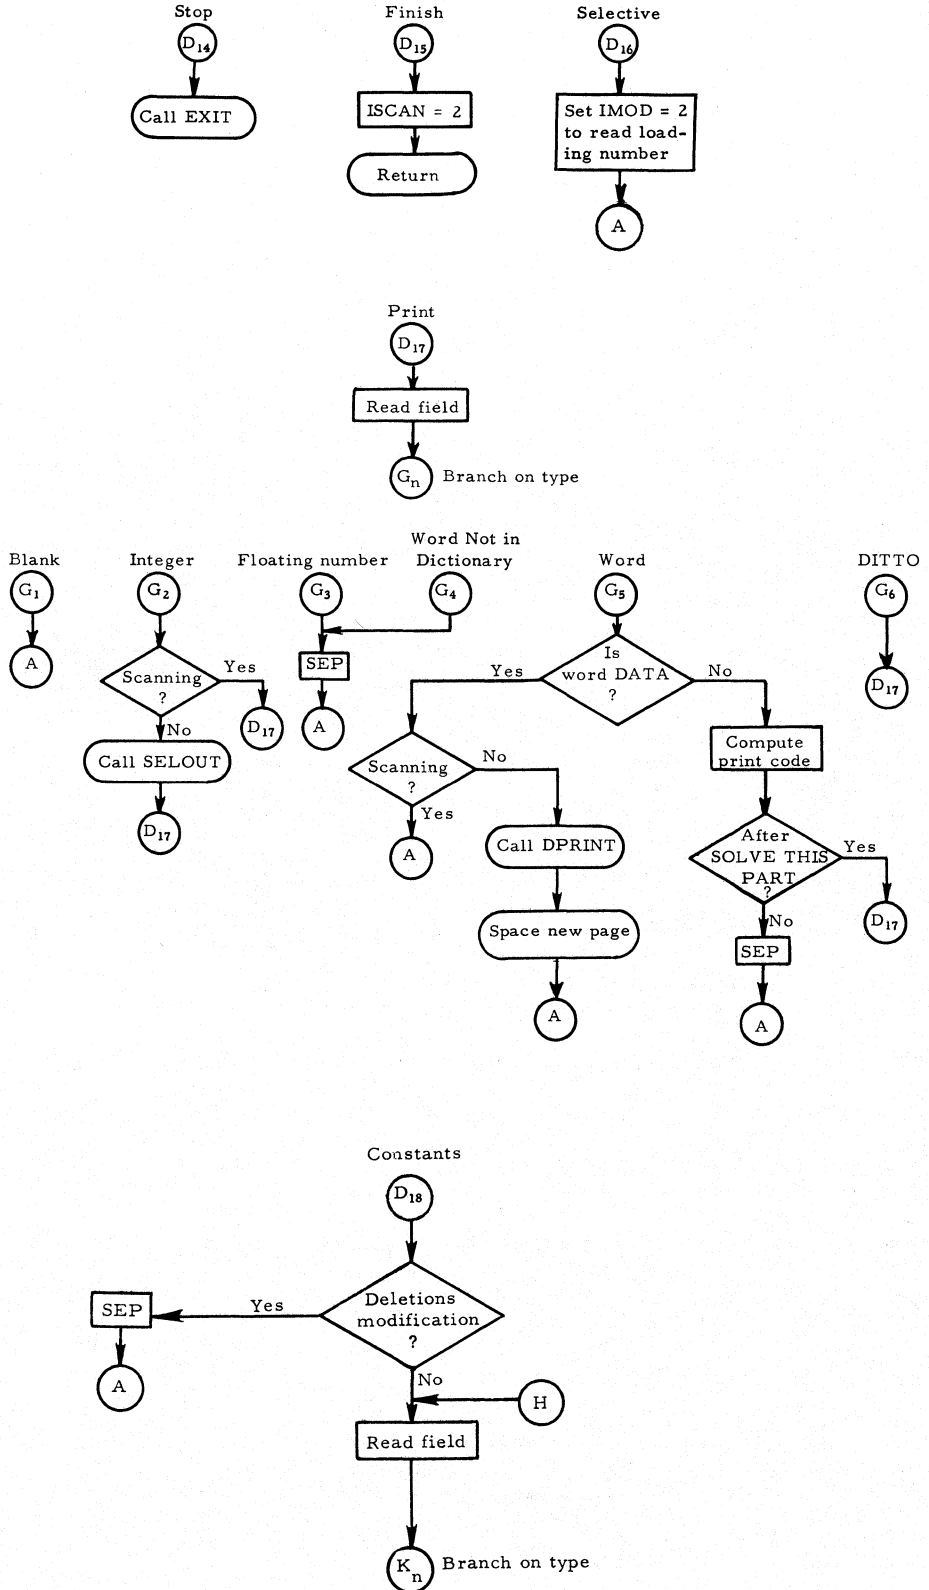 Stop
Finish
Selective
D14
D15
D16
Call EXIT
ISCAN = 2
Return
Set IMOD = 2
to read load-
ing number
A
Print
D17
Read field
Gn
Branch on type
Blank
Integer
Floating number
Word Not in
Dictionary
Word
DITTO
G1
G2
G3
G4
G5
G6
A
Scanning
?
Yes
D17
No
Call SELOUT
D17
SEP
A
Is
word DATA
?
Yes
No
D17
Scanning
?
No
Yes
A
Call DPRINT
Space new page
A
Compute
print code
After
SOLVE THIS
PART
?
Yes
D17
No
SEP
A
Constants
D18
Deletions
modification
?
Yes
SEP
A
No
H
Read field
Kn
Branch on type